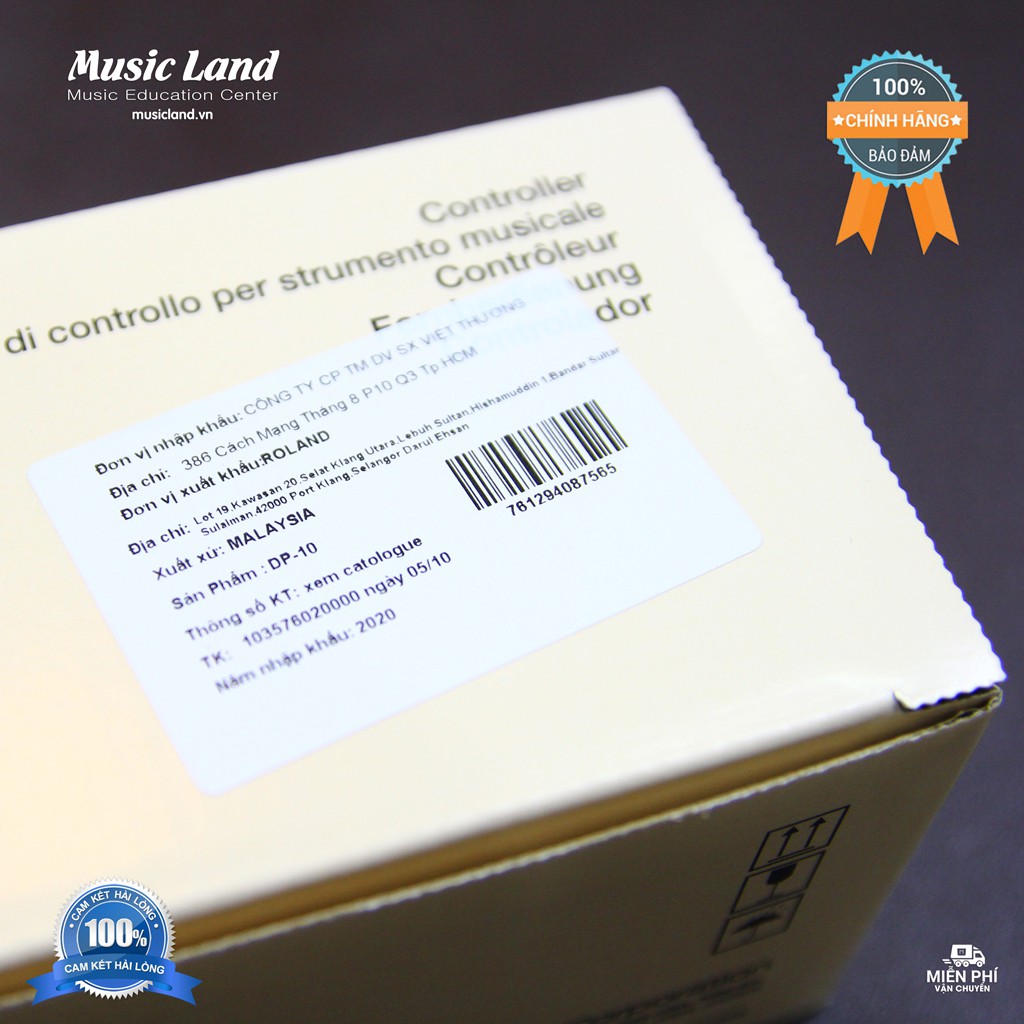 Music Land
Music Education Center
musicland.vn
100%
CHÍNH HÃNG
BẢO ĐẢM
Controller
di controllo per strumento musicale
Contrôleur
Đơn vị nhập khẩu: CÔNG TY CP TM DV SX VIỆT THƯƠNG
Địa chỉ: 386 Cách Mạng Tháng 8 P10 Q3 Tp.HCM
Đơn vị xuất khẩu:ROLAND
Địa chỉ: Lot 19,Kawasan 20,Selat Klang Utara,Lebuh Sultan,Hishamuddin 1,Bandar Sultan
Sulaiman,42000 Port Klang,Selangor Darul Ehsan
Xuất xứ: MALAYSIA
Sản Phẩm : DP-10
Thông số KT: xem catologue
TK: 103576020000 ngày 05/10
Năm nhập khẩu: 2020
761294087565
CAM KẾT HÀI LÒNG
100%
CAM KẾT HÀI LÒNG
MIỄN PHÍ
VẬN CHUYỂN